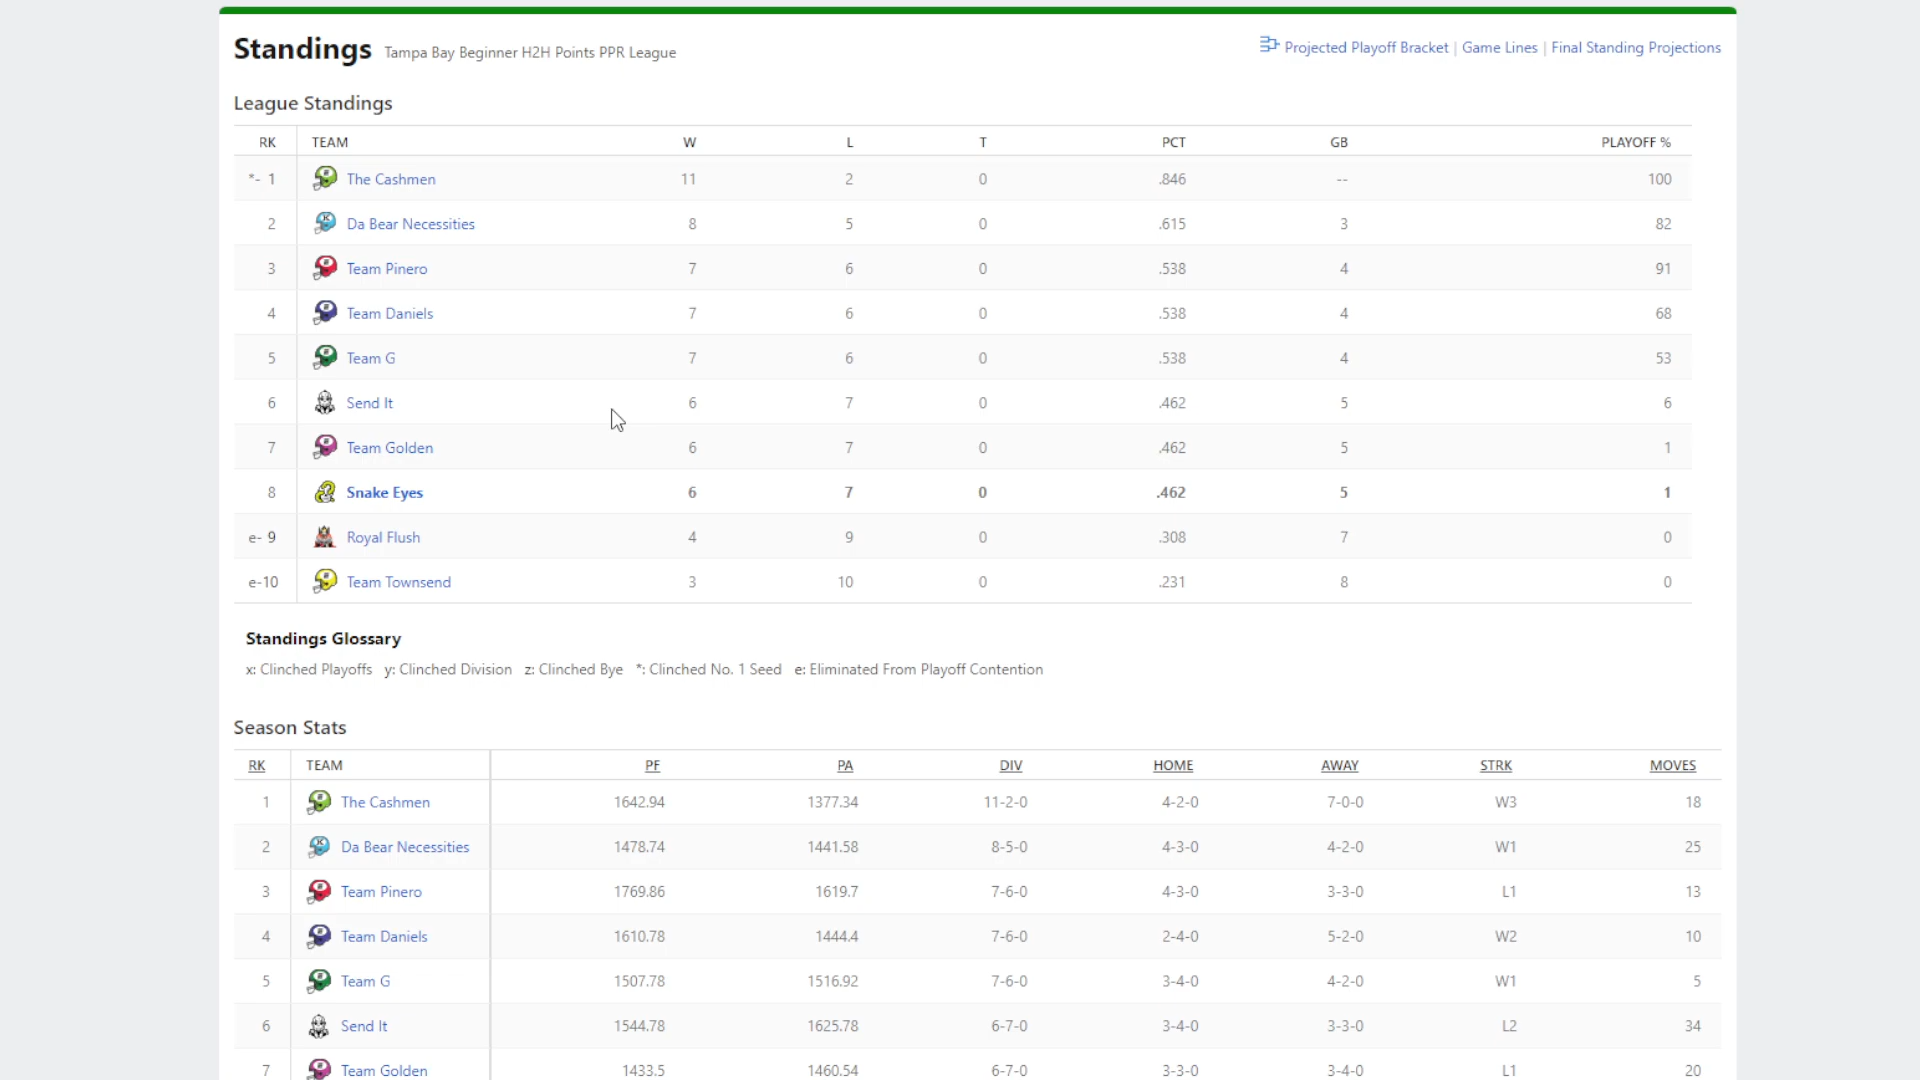 Standings Tampa Bay Beginner H2H Points PPR League
Projected Playoff Bracket | Game Lines | Final Standing Projections
League Standings
RK TEAM W L T PCT GB PLAYOFF %
*- 1 The Cashmen 11 2 0 .846 -- 100
2 Da Bear Necessities 8 5 0 .615 3 82
3 Team Pinero 7 6 0 .538 4 91
4 Team Daniels 7 6 0 .538 4 68
5 Team G 7 6 0 .538 4 53
6 Send It 6 7 0 .462 5 6
7 Team Golden 6 7 0 .462 5 1
8 Snake Eyes 6 7 0 .462 5 1
e- 9 Royal Flush 4 9 0 .308 7 0
e-10 Team Townsend 3 10 0 .231 8 0
Standings Glossary
x: Clinched Playoffs y: Clinched Division z: Clinched Bye *: Clinched No. 1 Seed e: Eliminated From Playoff Contention
Season Stats
RK TEAM PF PA DIV HOME AWAY STRK MOVES
1 The Cashmen 1642.94 1377.34 11-2-0 4-2-0 7-0-0 W3 18
2 Da Bear Necessities 1478.74 1441.58 8-5-0 4-3-0 4-2-0 W1 25
3 Team Pinero 1769.86 1619.7 7-6-0 4-3-0 3-3-0 L1 13
4 Team Daniels 1610.78 1444.4 7-6-0 2-4-0 5-2-0 W2 10
5 Team G 1507.78 1516.92 7-6-0 3-4-0 4-2-0 W1 5
6 Send It 1544.78 1625.78 6-7-0 3-4-0 3-3-0 L2 34
7 Team Golden 1433.5 1460.54 6-7-0 3-3-0 3-4-0 L1 20